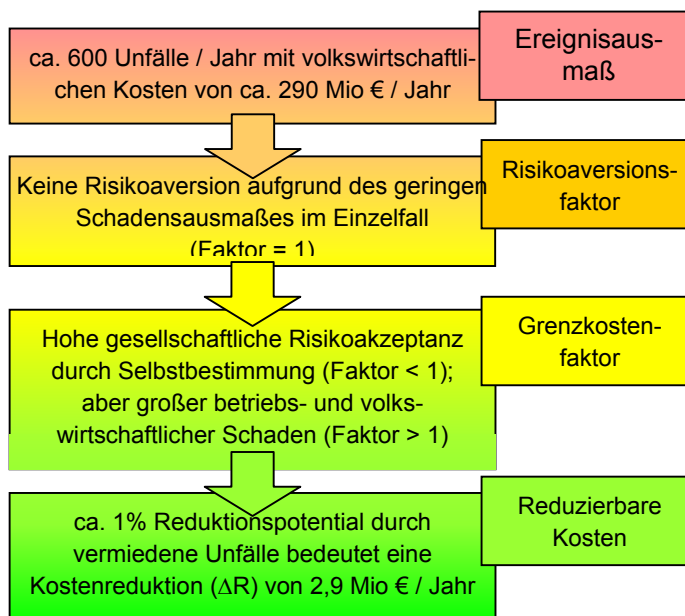 ca. 600 Unfälle / Jahr mit volkswirtschaftli-
chen Kosten von ca. 290 Mio € / Jahr
Ereignisaus-
maß
Keine Risikoaversion aufgrund des geringen
Schadensausmaßes im Einzelfall
(Faktor = 1)
Risikoaversions-
faktor
Hohe gesellschaftliche Risikoakzeptanz
durch Selbstbestimmung (Faktor < 1);
aber großer betriebs- und volks-
wirtschaftlicher Schaden (Faktor > 1)
Grenzkosten-
faktor
ca. 1% Reduktionspotential durch
vermiedene Unfälle bedeutet eine
Kostenreduktion (∆R) von 2,9 Mio € / Jahr
Reduzierbare
Kosten